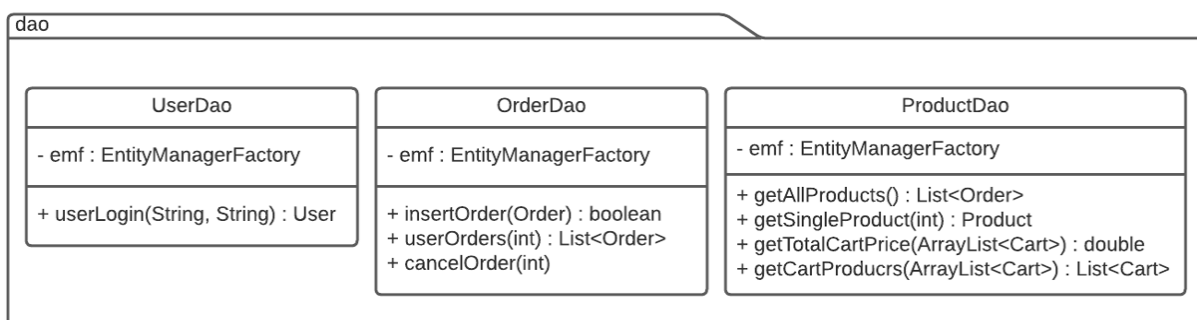 dao
UserDao
- emf : EntityManagerFactory
+ userLogin(String, String) : User
OrderDao
- emf : EntityManagerFactory
+ insertOrder(Order) : boolean
+ userOrders(int) : List<Order>
+ cancelOrder(int)
ProductDao
- emf : EntityManagerFactory
+ getAllProducts() : List<Order>
+ getSingleProduct(int) : Product
+ getTotalCartPrice(ArrayList<Cart>) : double
+ getCartProducrs(ArrayList<Cart>) : List<Cart>